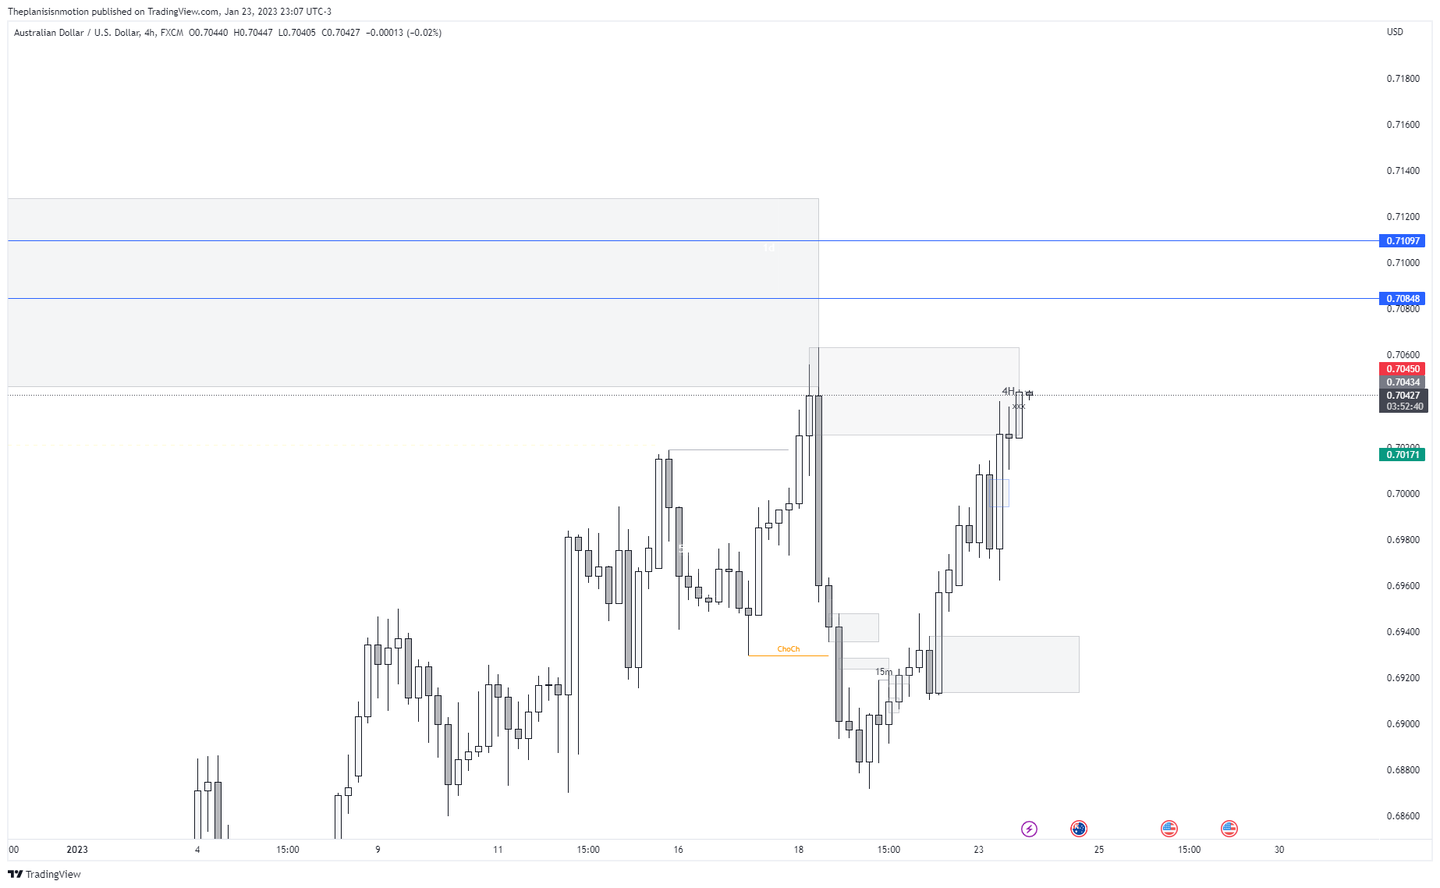 Theplanisisnmotion published on TradingView.com, Jan 23, 2023 23:07 UTC-3
Australian Dollar / U.S. Dollar, 4h, FXCM O0.70440 H0.70447 L0.70405 C0.70427 −0.00013 (−0.02%)
USD
0.71800
0.71600
0.71400
0.71200
0.71097
1d
0.71000
0.70848
0.70800
0.70600
0.70450
0.70434
4H
0.70427
xxx
03:52:40
0.70200
0.70171
0.70000
0.69800
0.69600
0.69400
ChoCh
15m
0.69200
0.69000
0.68800
0.68600
:00 2023 4 15:00 9 11 15:00 16 18 15:00 23 25 15:00 30
TradingView